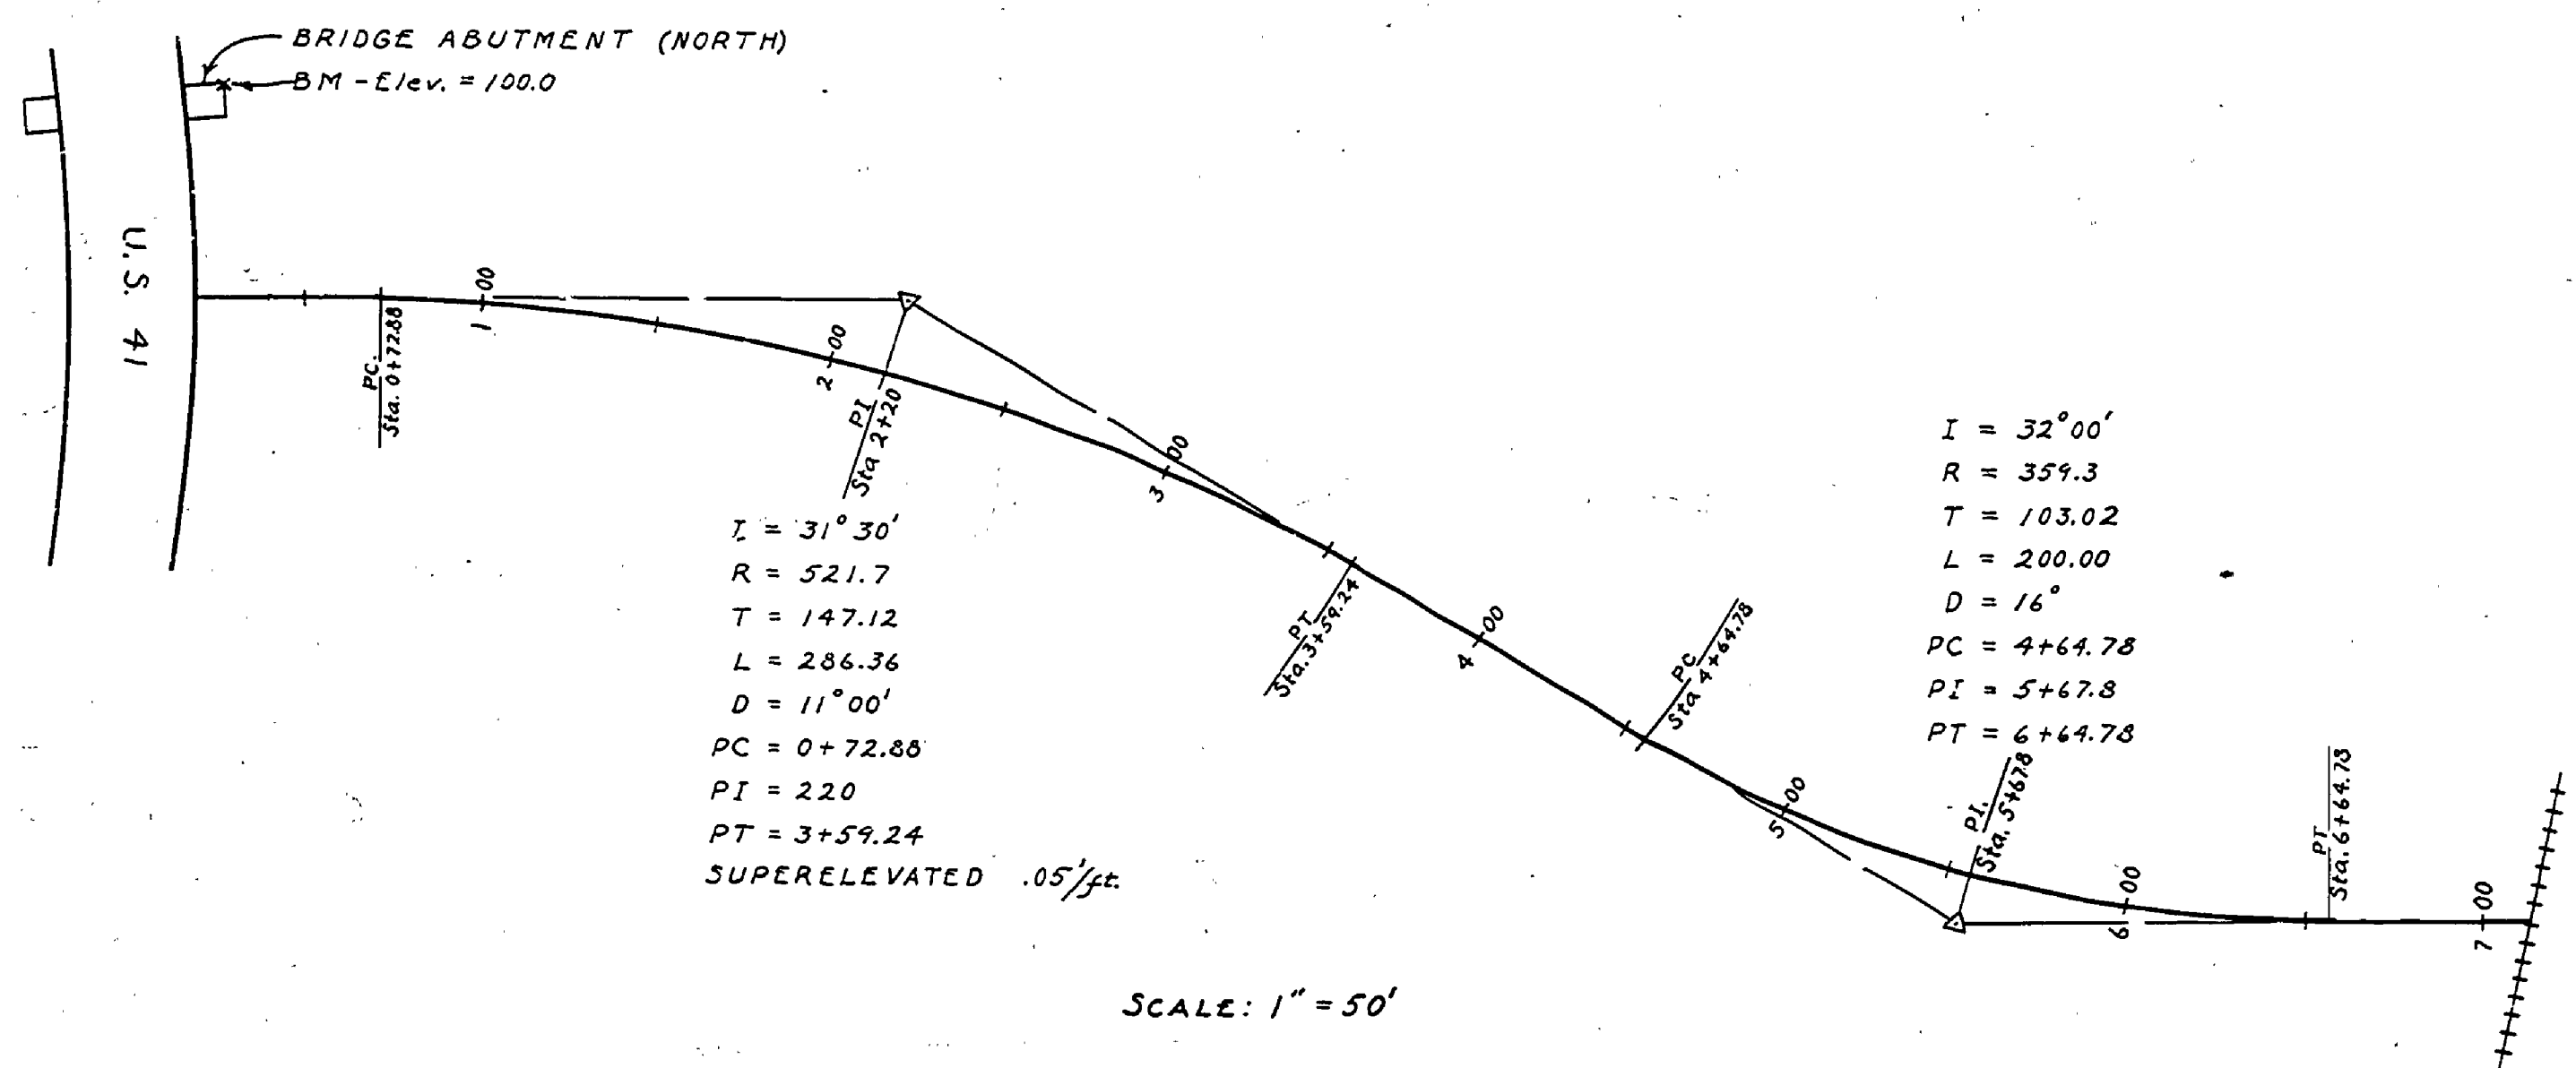 BRIDGE ABUTMENT (NORTH)
BM - Elev. = 100.0
U.S. 41
PC.
Sta. 0+72.88
1 00
2 00
PI
Sta 2+20
3 00
I = 31°30'
R = 521.7
T = 147.12
L = 286.36
D = 11°00'
PC = 0+72.88
PI = 220
PT = 3+59.24
SUPERELEVATED .05'/ft.
PT
Sta. 3+59.24
4 00
PC
Sta 4+64.78
5 00
I = 32°00'
R = 359.3
T = 103.02
L = 200.00
D = 16°
PC = 4+64.78
PI = 5+67.8
PT = 6+64.78
PI.
Sta. 5+67.8
6 00
PT
Sta. 6+64.78
7 00
SCALE: 1" = 50'